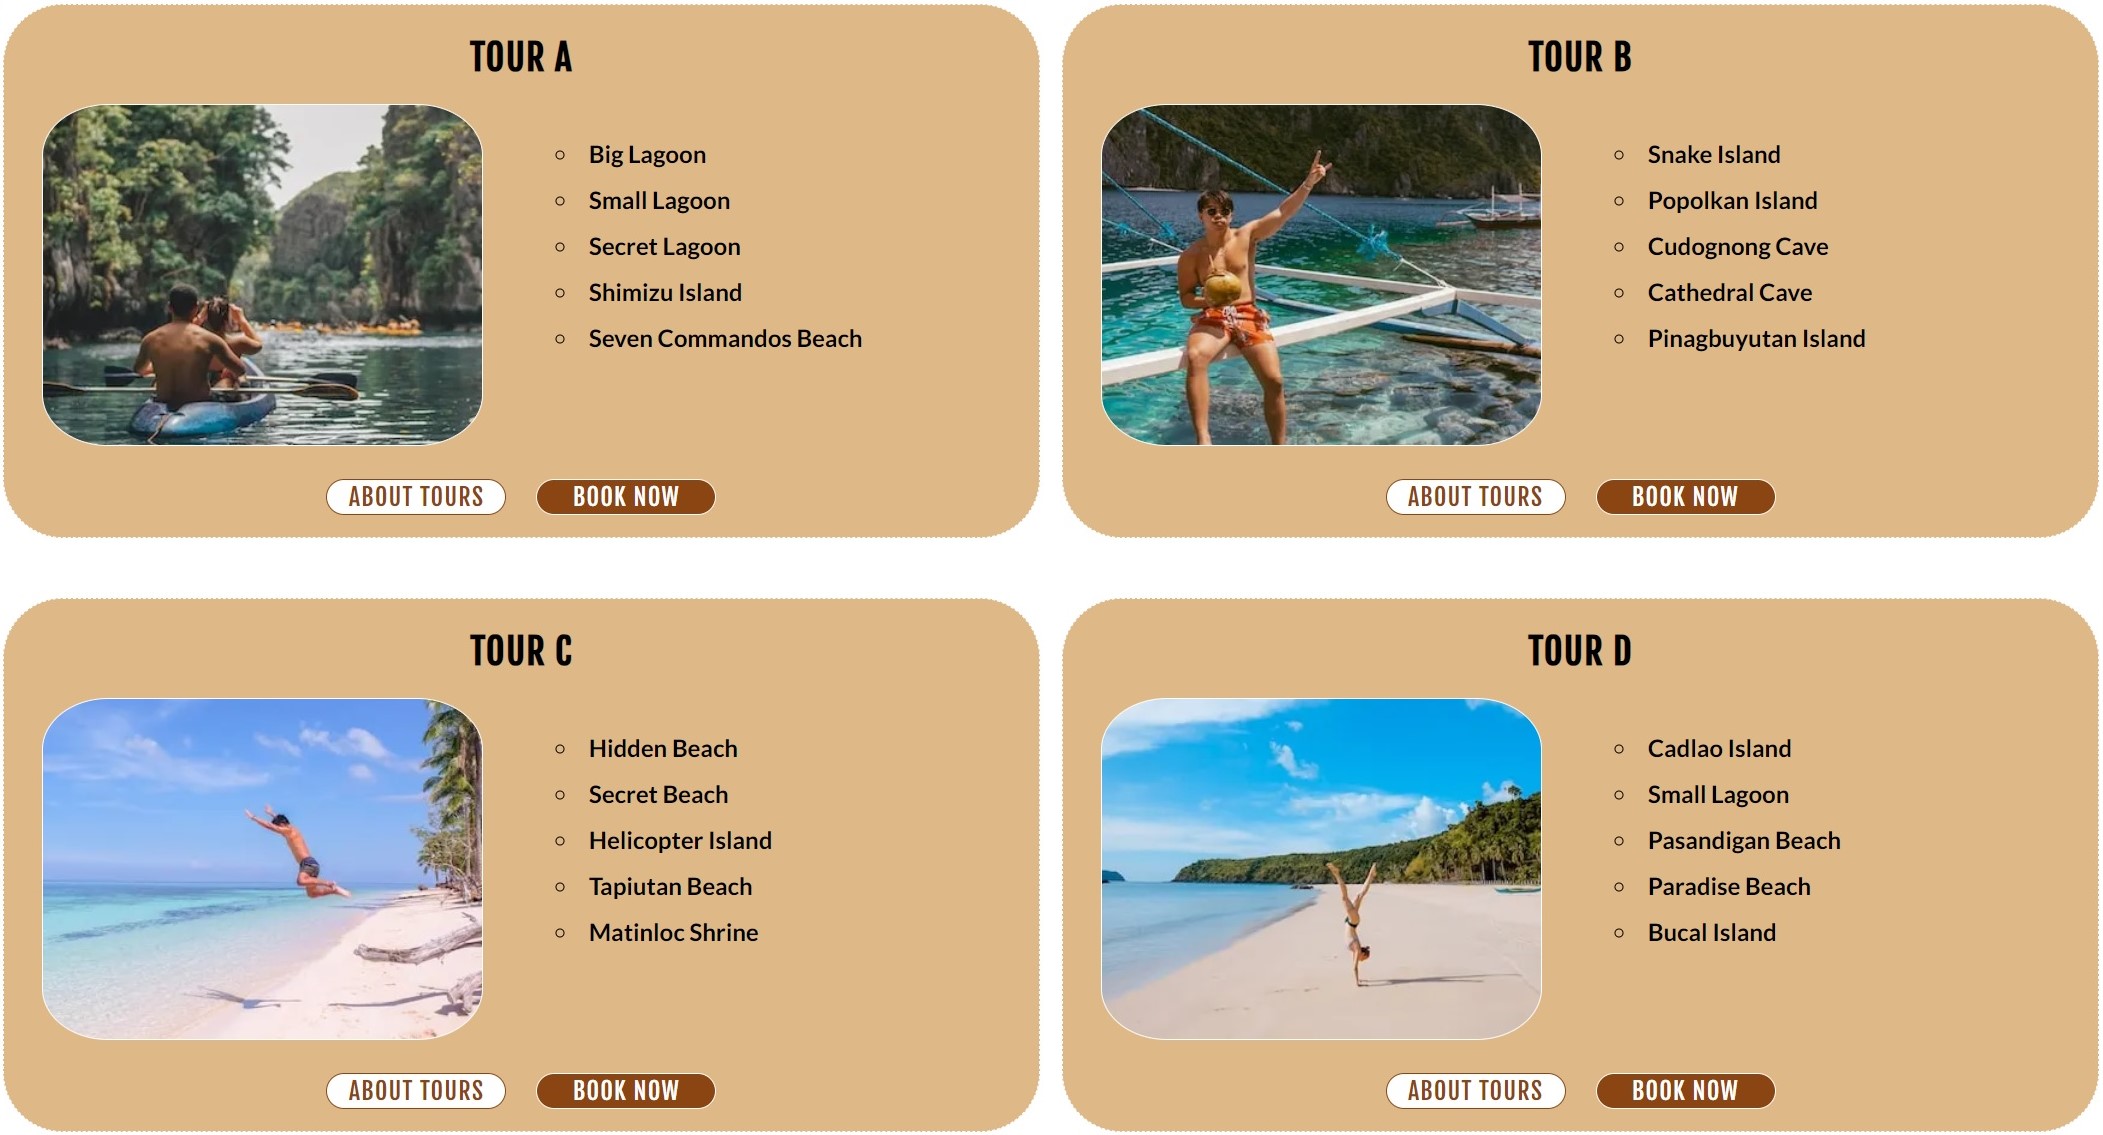 TOUR A
Big Lagoon
Small Lagoon
Secret Lagoon
Shimizu Island
Seven Commandos Beach
ABOUT TOURS
BOOK NOW
TOUR B
Snake Island
Popolkan Island
Cudognong Cave
Cathedral Cave
Pinagbuyutan Island
ABOUT TOURS
BOOK NOW
TOUR C
Hidden Beach
Secret Beach
Helicopter Island
Tapiutan Beach
Matinloc Shrine
ABOUT TOURS
BOOK NOW
TOUR D
Cadlao Island
Small Lagoon
Pasandigan Beach
Paradise Beach
Bucal Island
ABOUT TOURS
BOOK NOW